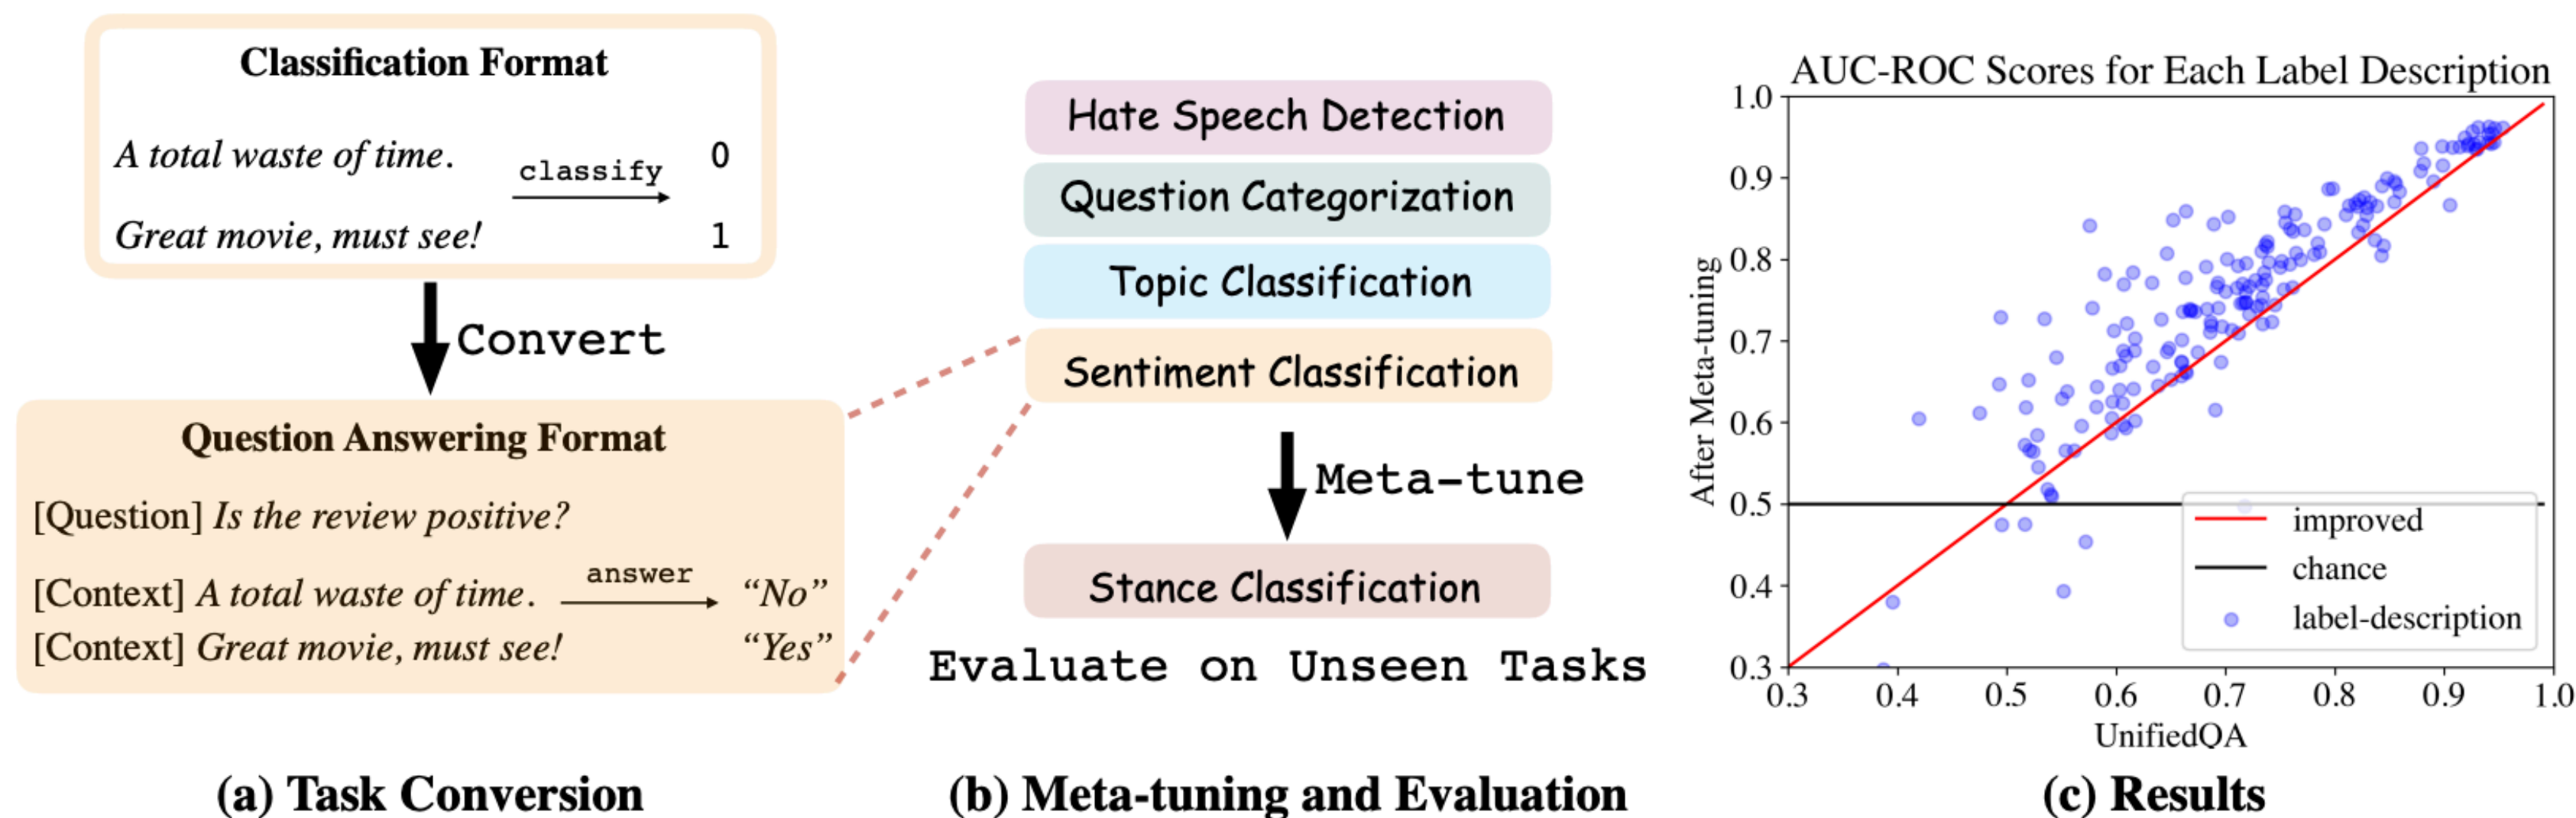 Classification Format
A total waste of time.
classify
0
Great movie, must see!
1
Convert
Question Answering Format
[Question] Is the review positive?
[Context] A total waste of time.
answer
“No”
[Context] Great movie, must see!
“Yes”
(a) Task Conversion
Hate Speech Detection
Question Categorization
Topic Classification
Sentiment Classification
Meta-tune
Stance Classification
Evaluate on Unseen Tasks
(b) Meta-tuning and Evaluation
AUC-ROC Scores for Each Label Description
After Meta-tuning
1.0
0.9
0.8
0.7
0.6
0.5
0.4
0.3
improved
chance
label-description
0.3 0.4 0.5 0.6 0.7 0.8 0.9 1.0
UnifiedQA
(c) Results